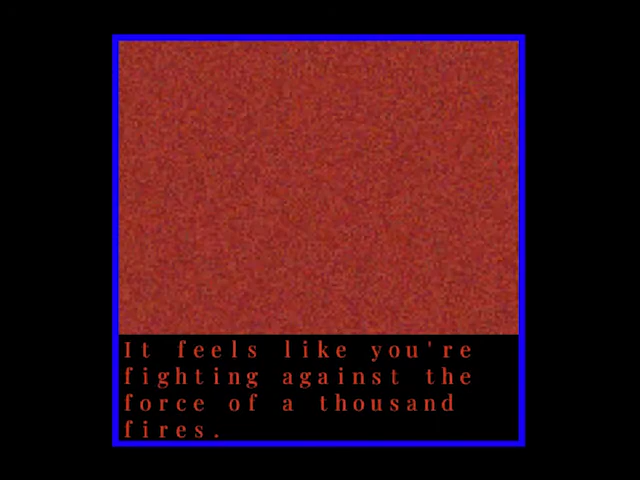 It feels like you're
fighting against the
force of a thousand
fires.